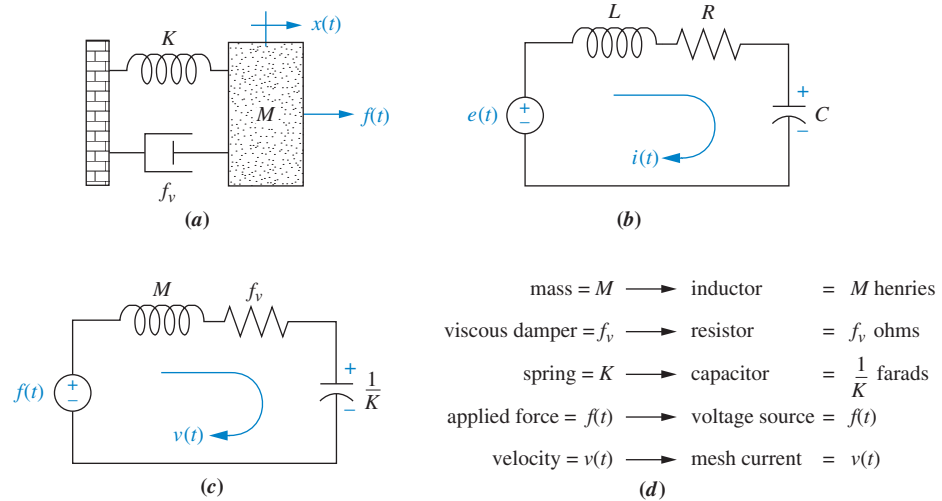 x(t)
K
M
f(t)
f_v
(a)
L
R
e(t)
+
−
+
−
C
i(t)
(b)
M
f_v
f(t)
+
−
+
−
1/K
v(t)
(c)
mass = M → inductor = M henries
viscous damper = f_v → resistor = f_v ohms
spring = K → capacitor = 1/K farads
applied force = f(t) → voltage source = f(t)
velocity = v(t) → mesh current = v(t)
(d)